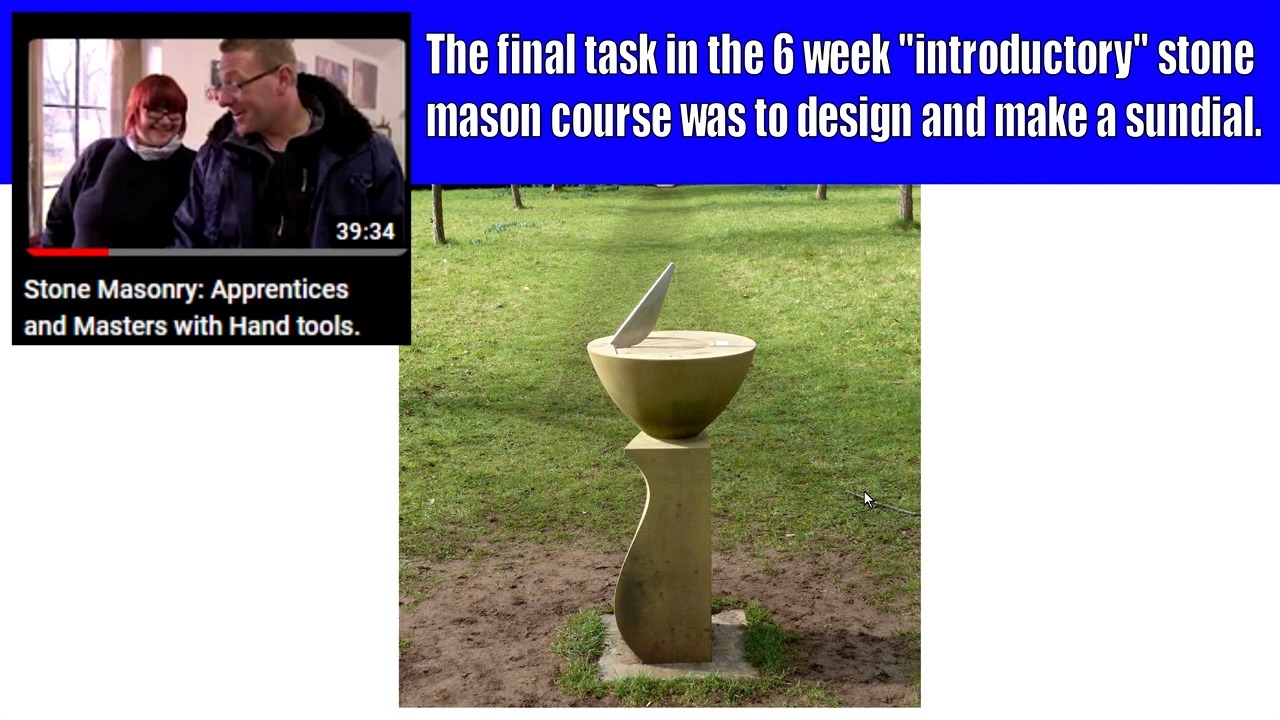 The final task in the 6 week "introductory" stone
mason course was to design and make a sundial.
39:34
Stone Masonry: Apprentices
and Masters with Hand tools.